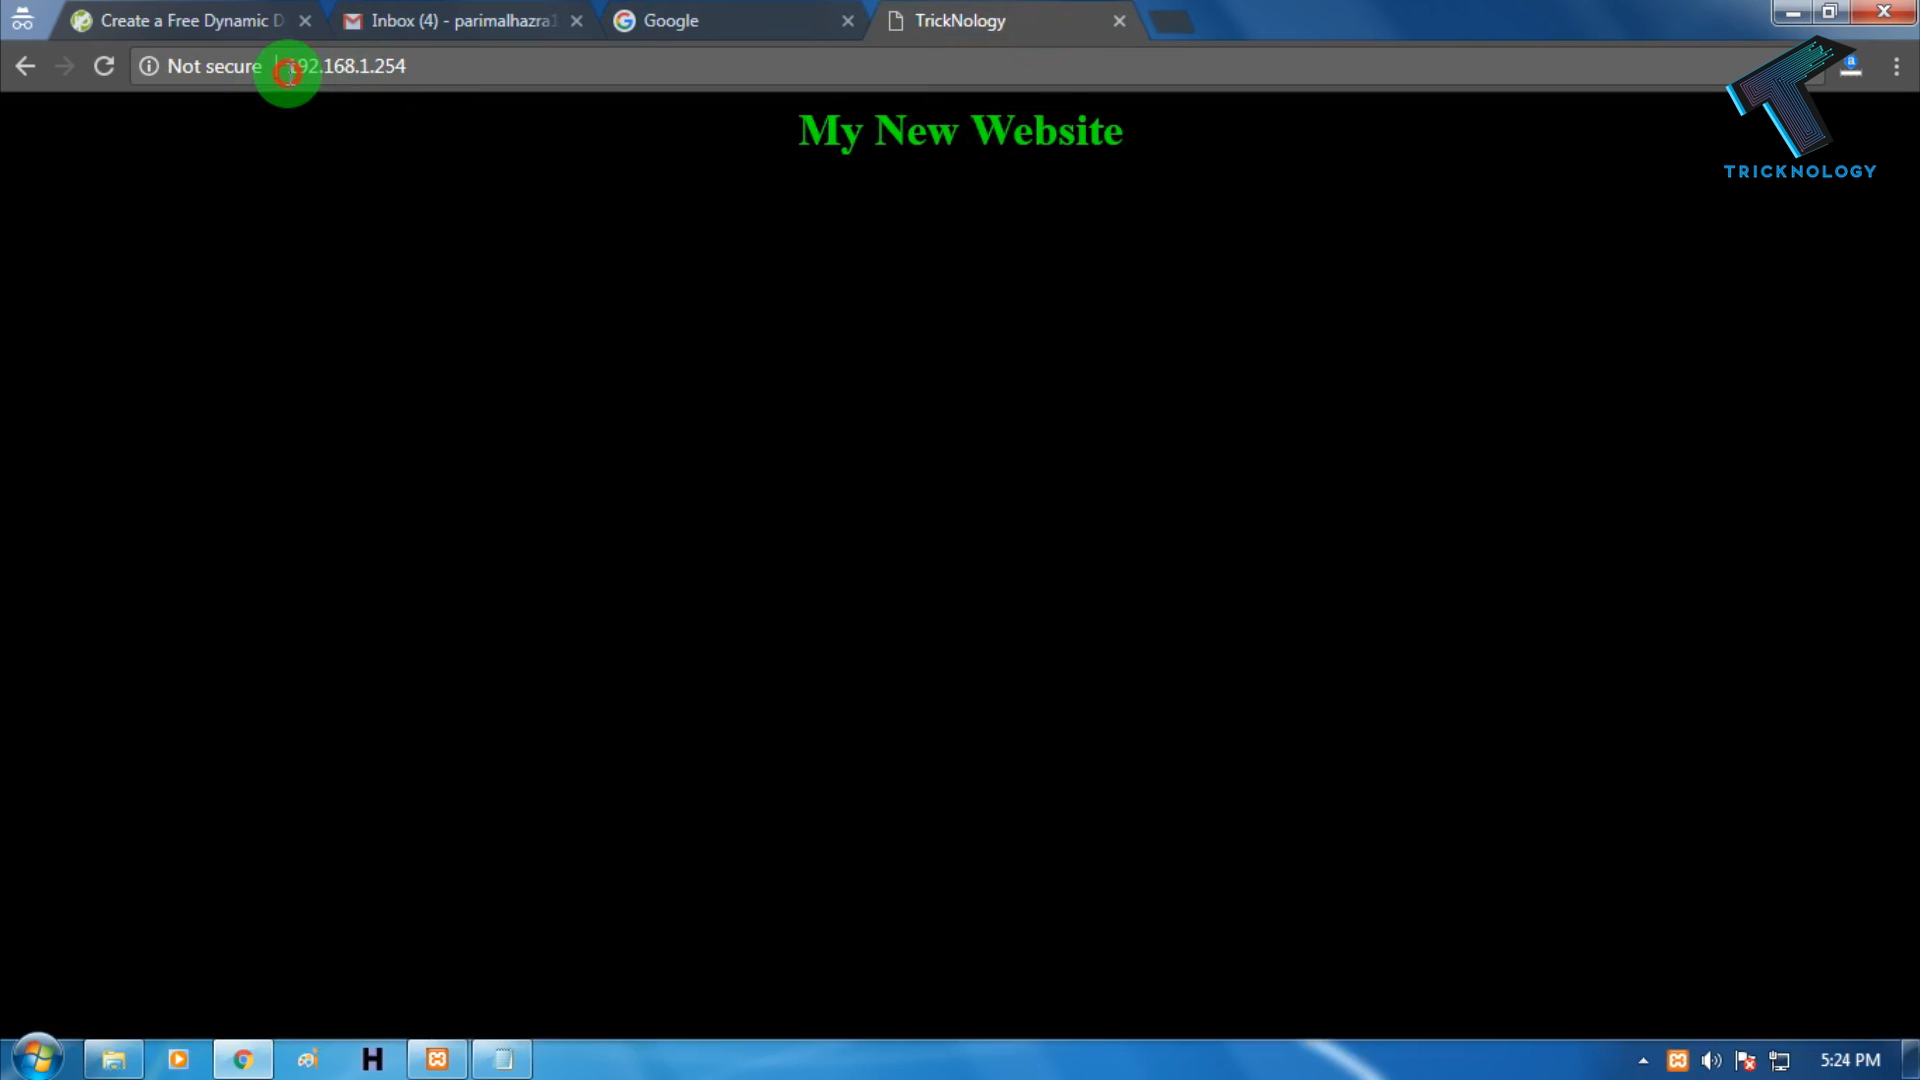 Create a Free Dynamic D
Inbox (4) - parimalhazra1
Google
TrickNology
Not secure
192.168.1.254
My New Website
TRICKNOLOGY
5:24 PM